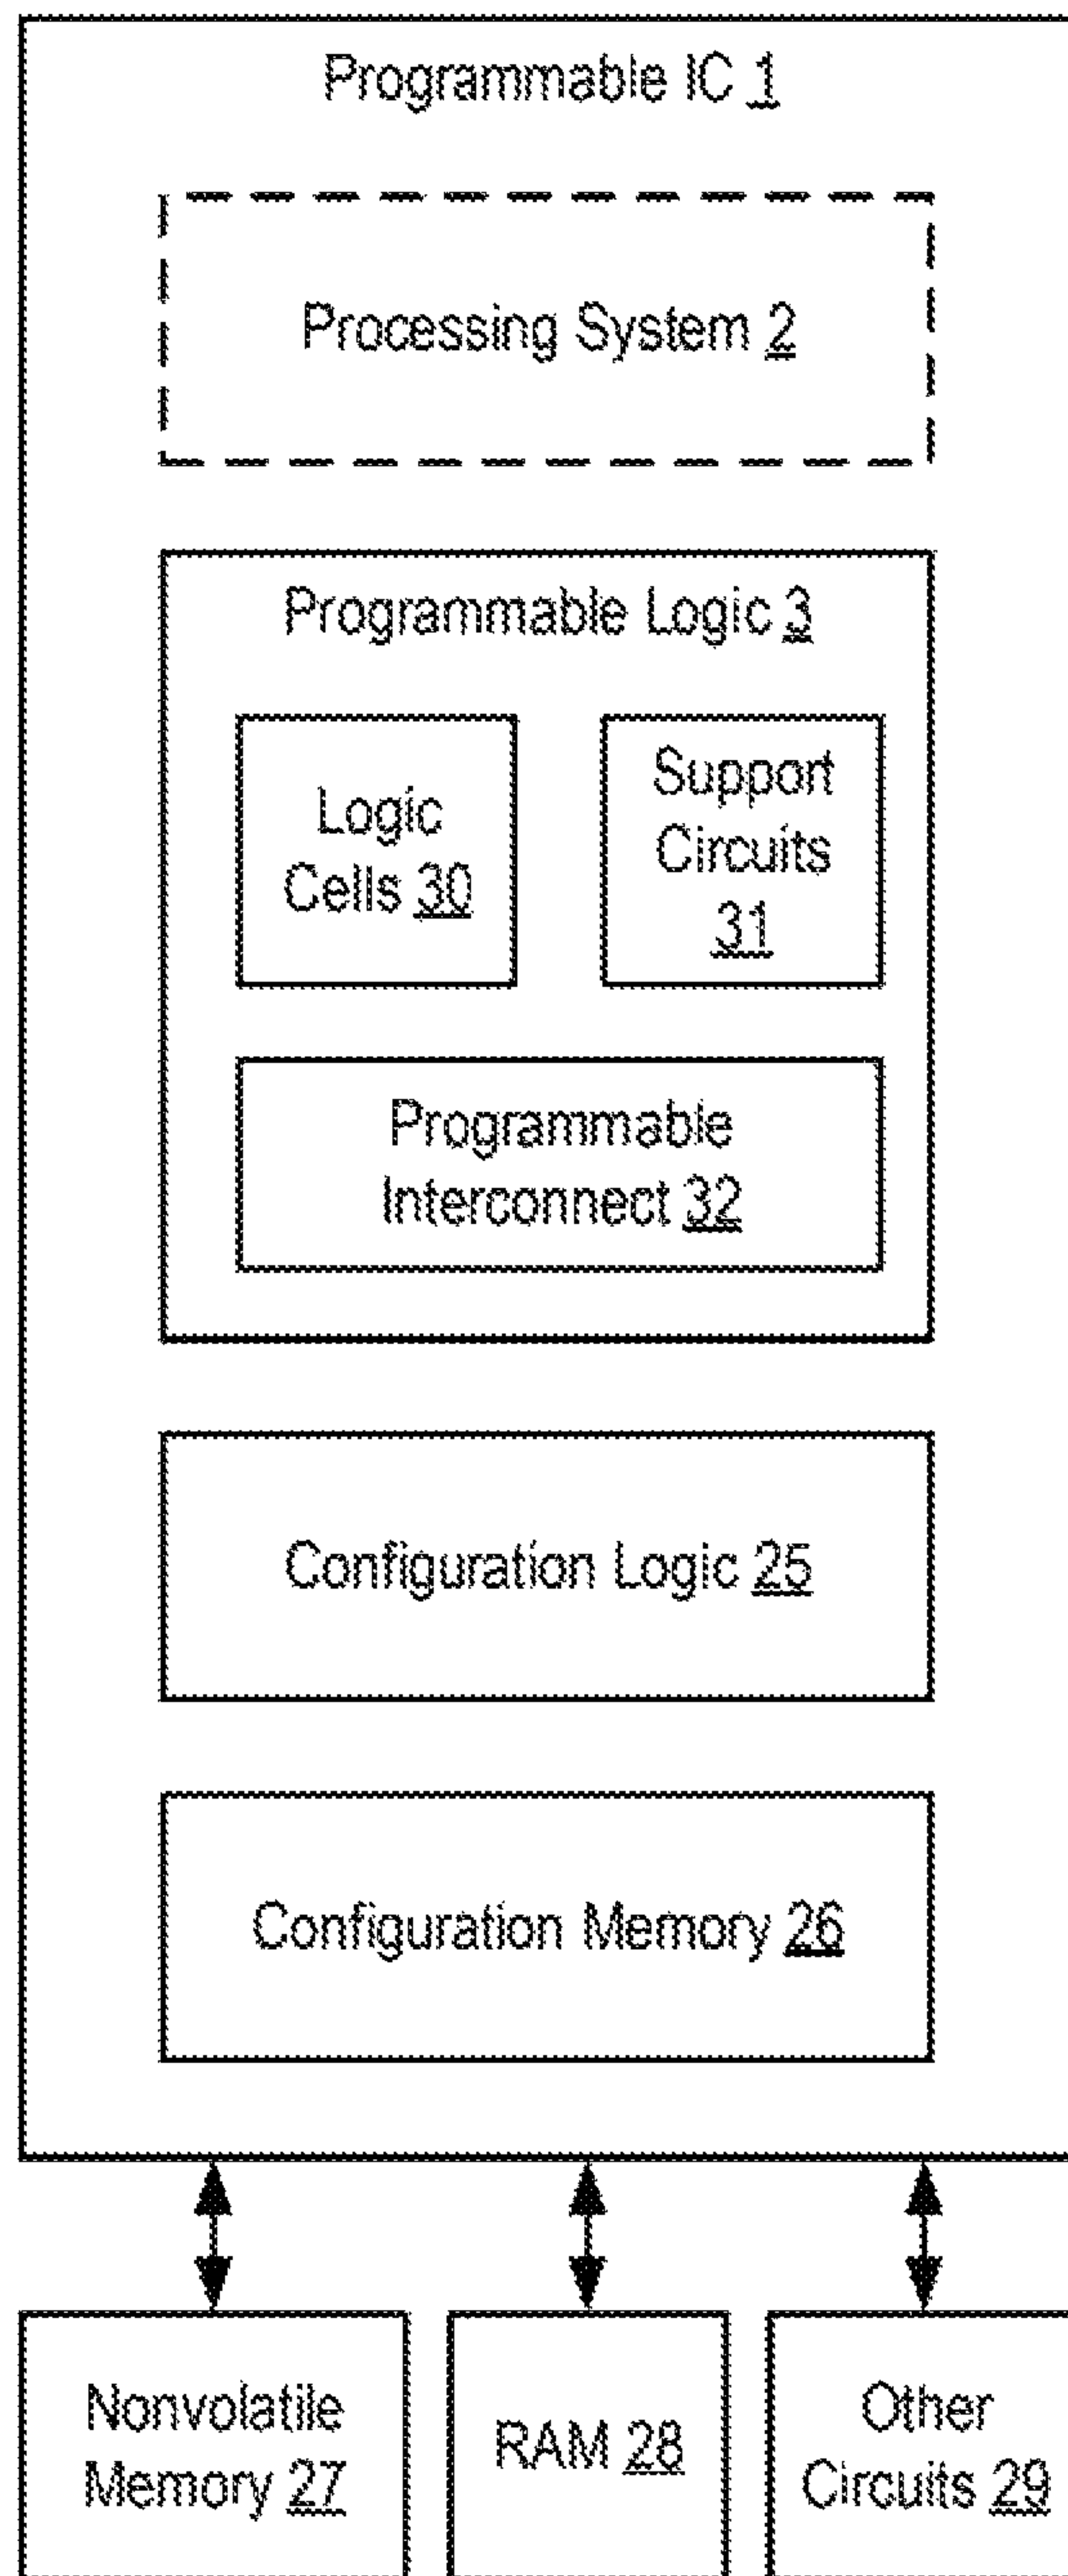 Programmable IC 1
Processing System 2
Programmable Logic 3
Logic
Cells 30
Support
Circuits
31
Programmable
Interconnect 32
Configuration Logic 25
Configuration Memory 26
Nonvolatile
Memory 27
RAM 28
Other
Circuits 29